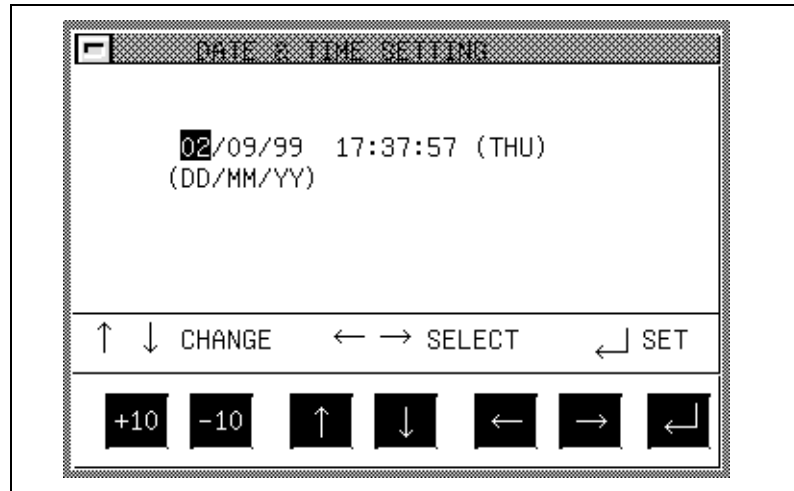 DATE & TIME SETTING
02/09/99 17:37:57 (THU)
(DD/MM/YY)
↑ ↓ CHANGE ← → SELECT ↵ SET
+10 -10 ↑ ↓ ← → ↵